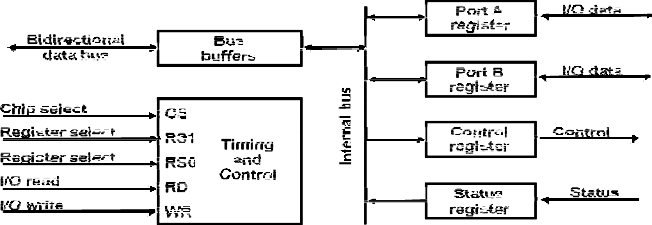 Bidirectional
data bus
Bus
buffers
Port A
register
I/O data
Port B
register
I/O data
Internal bus
Chip select
CS
Register select
RS1
Register select
RS0
I/O read
RD
I/O write
WR
Timing
and
Control
Control
register
Control
Status
register
Status